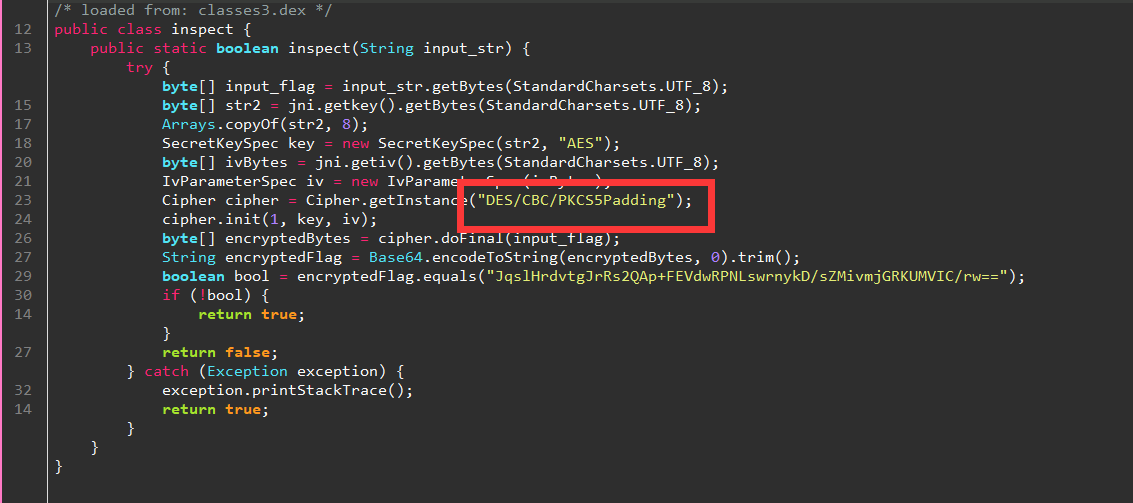 /* loaded from: classes3.dex */
12 public class inspect {
13 public static boolean inspect(String input_str) {
try {
byte[] input_flag = input_str.getBytes(StandardCharsets.UTF_8);
15 byte[] str2 = jni.getkey().getBytes(StandardCharsets.UTF_8);
17 Arrays.copyOf(str2, 8);
18 SecretKeySpec key = new SecretKeySpec(str2, "AES");
20 byte[] ivBytes = jni.getiv().getBytes(StandardCharsets.UTF_8);
21 IvParameterSpec iv = new
23 Cipher cipher = Cipher.getInstance("DES/CBC/PKCS5Padding");
24 cipher.init(1, key, iv);
26 byte[] encryptedBytes = cipher.doFinal(input_flag);
27 String encryptedFlag = Base64.encodeToString(encryptedBytes, 0).trim();
29 boolean bool = encryptedFlag.equals("JqslHrdvtgJrRs2QAp+FEVdwRPNLswrnykD/sZMivmjGRKUMVIC/rw==");
30 if (!bool) {
14 return true;
}
27 return false;
} catch (Exception exception) {
32 exception.printStackTrace();
14 return true;
}
}
}